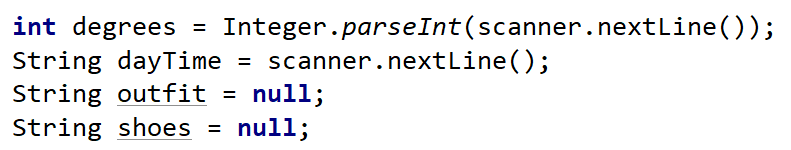 int degrees = Integer.parseInt(scanner.nextLine());
String dayTime = scanner.nextLine();
String outfit = null;
String shoes = null;